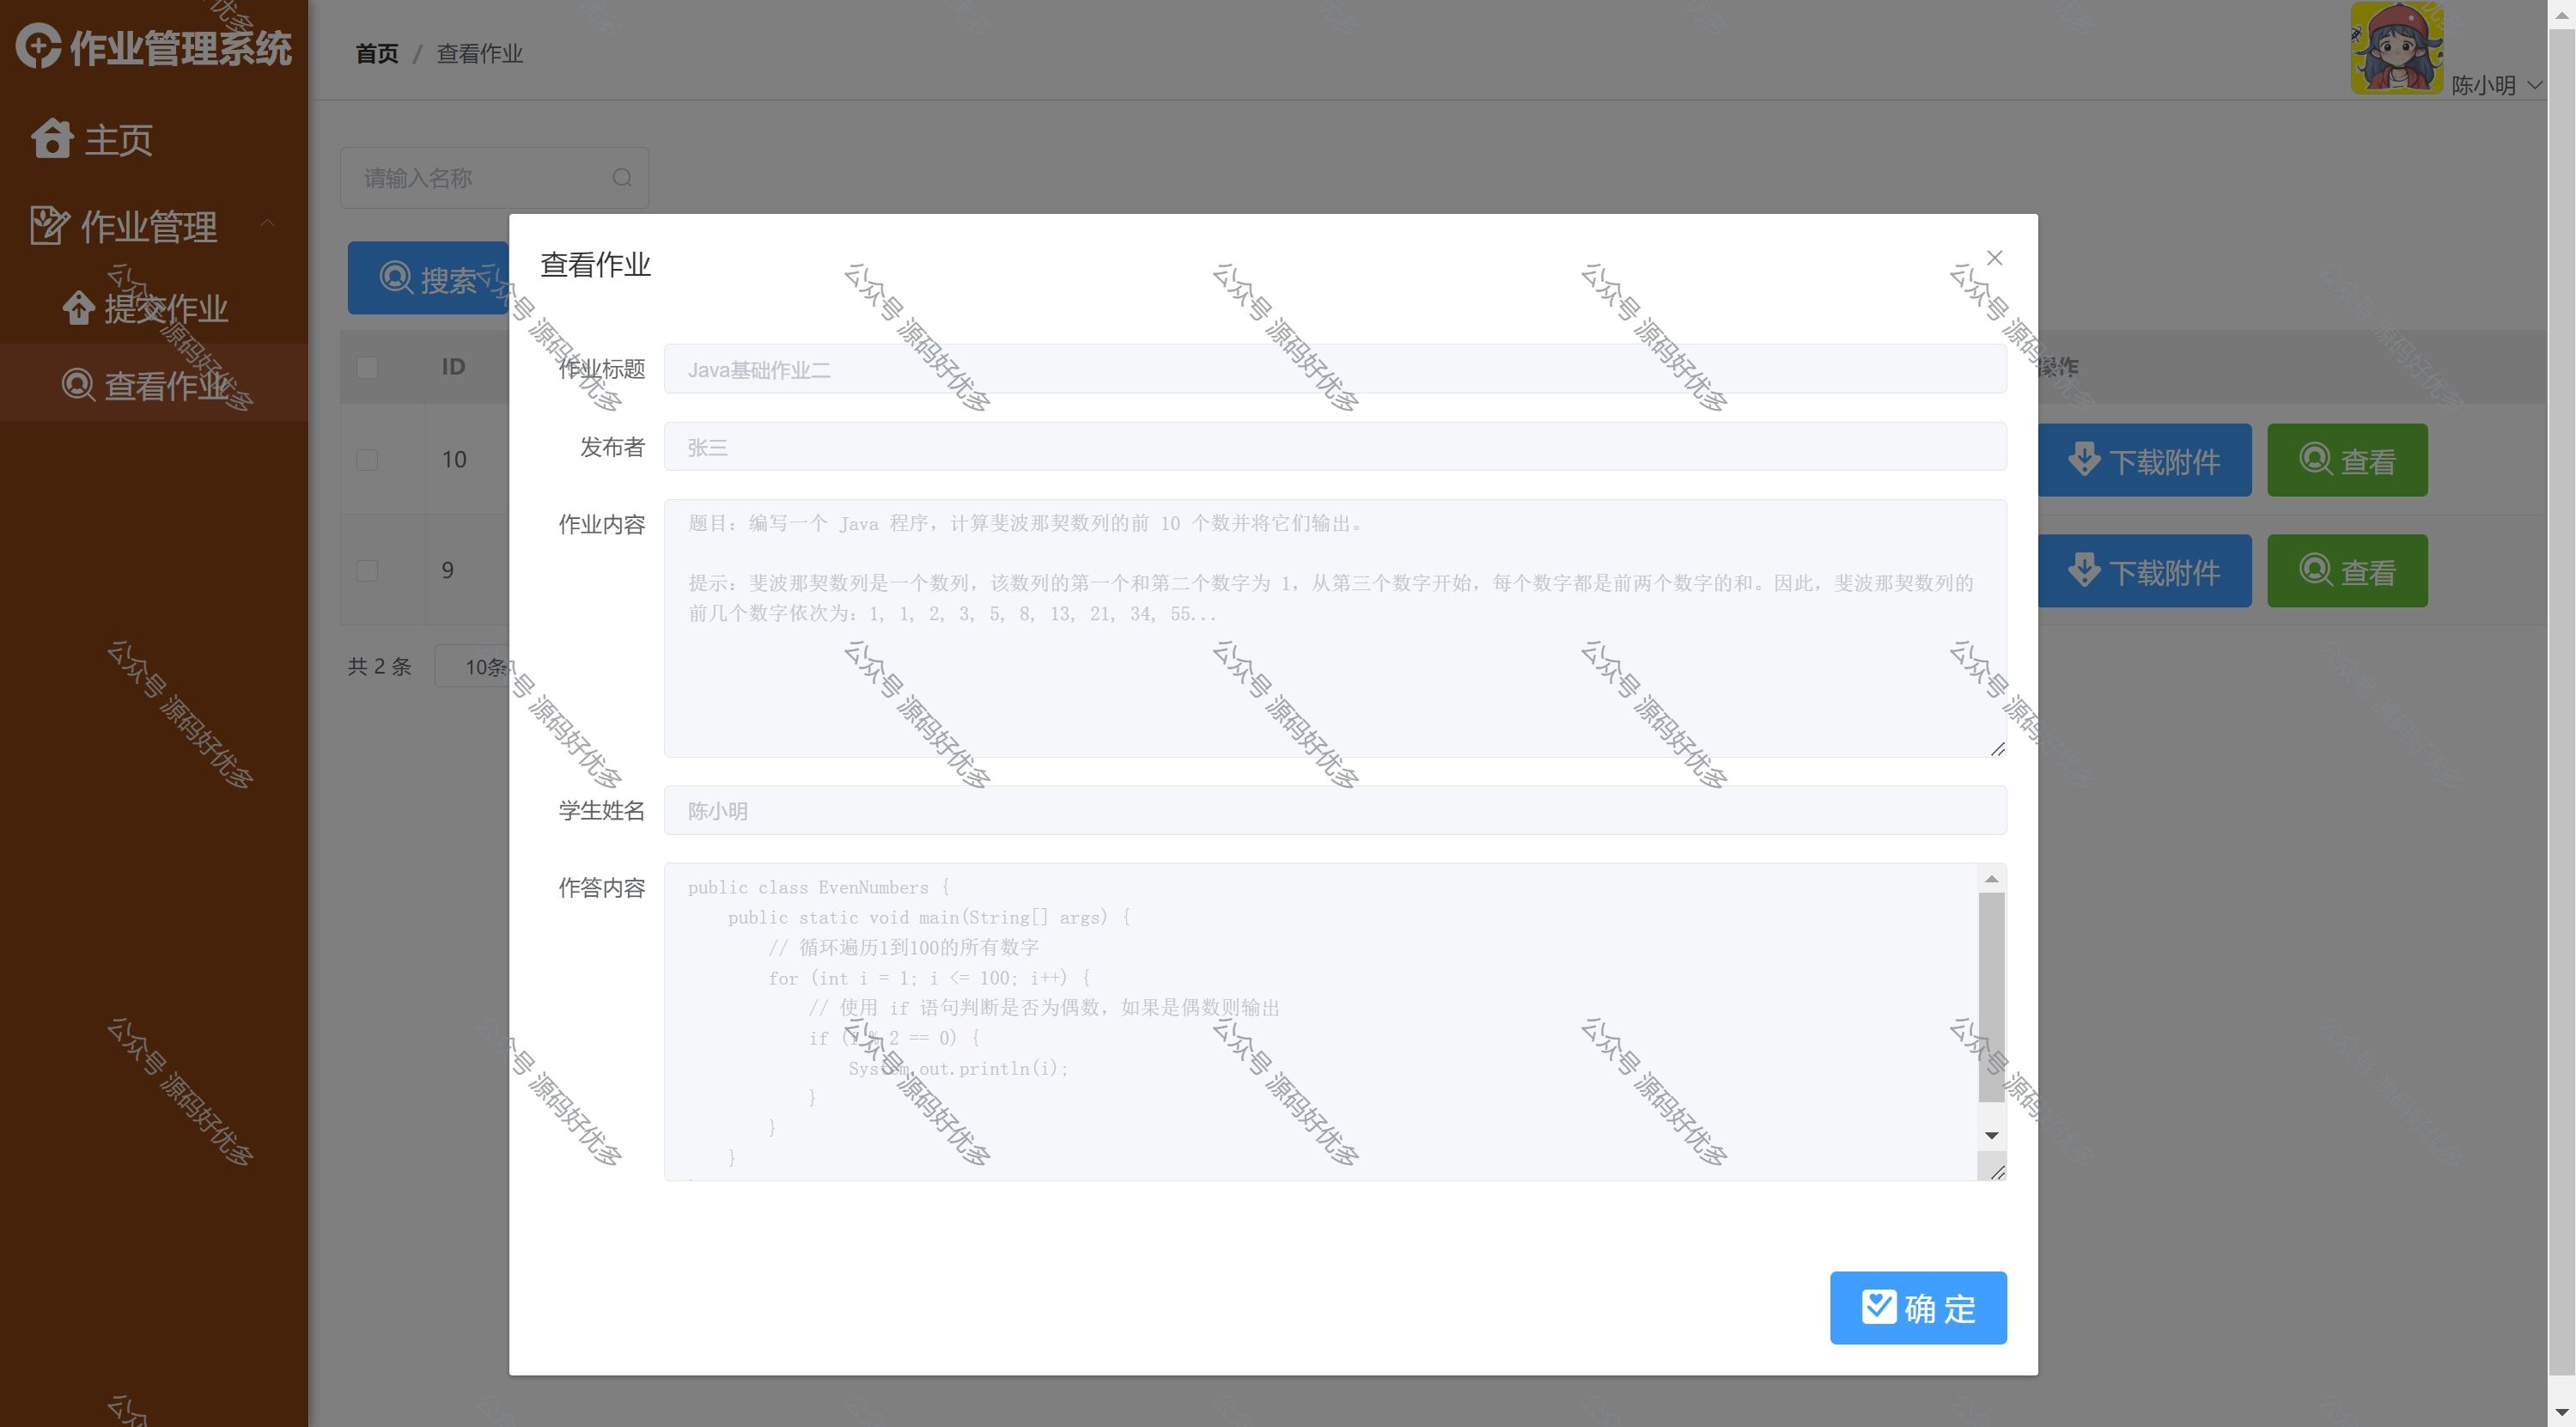 作业管理系统
首页 / 查看作业
陈小明
主页
作业管理
提交作业
查看作业
请输入名称
搜索
ID
操作
10
下载附件
查看
9
下载附件
查看
共 2 条
10条
查看作业
作业标题
Java基础作业二
发布者
张三
作业内容
题目：编写一个 Java 程序，计算斐波那契数列的前 10 个数并将它们输出。
提示：斐波那契数列是一个数列，该数列的第一个和第二个数字为 1，从第三个数字开始，每个数字都是前两个数字的和。因此，斐波那契数列的
前几个数字依次为：1, 1, 2, 3, 5, 8, 13, 21, 34, 55...
学生姓名
陈小明
作答内容
public class EvenNumbers {
public static void main(String[] args) {
// 循环遍历1到100的所有数字
for (int i = 1; i <= 100; i++) {
// 使用 if 语句判断是否为偶数，如果是偶数则输出
if (i % 2 == 0) {
System.out.println(i);
}
}
}
确 定
公众号 源码好优多